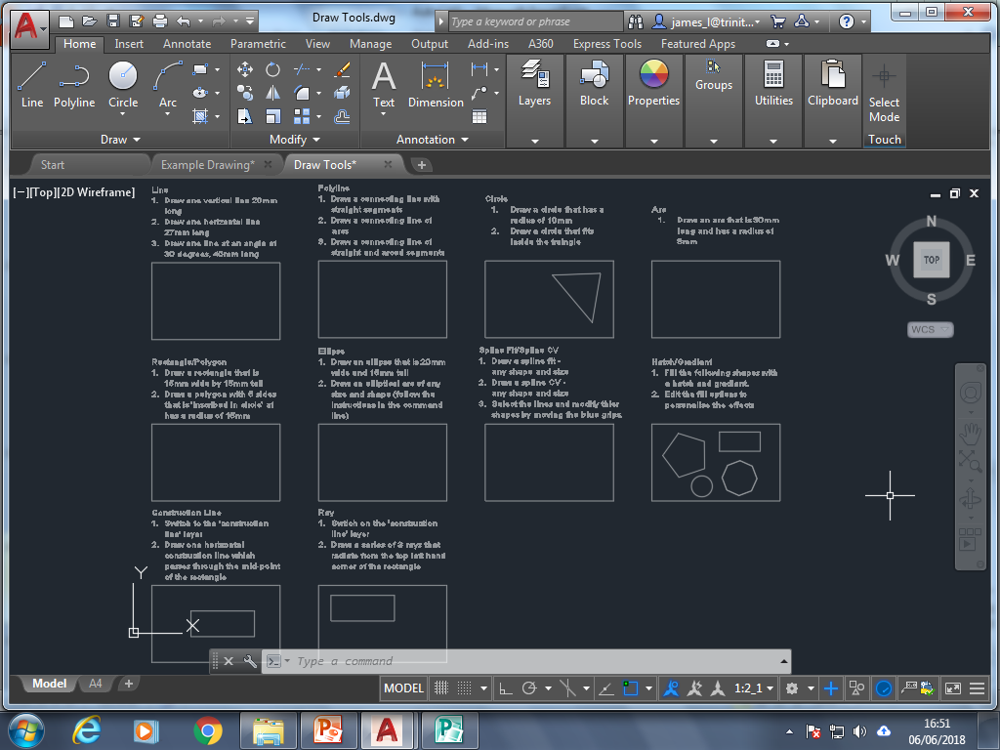 Draw Tools.dwg
Type a keyword or phrase
james_l@trinit...
Home Insert Annotate Parametric View Manage Output Add-ins A360 Express Tools Featured Apps
Line Polyline Circle Arc
Text Dimension
Layers Block Properties Groups Utilities Clipboard Select Mode
Draw Modify Annotation Touch
Start Example Drawing* Draw Tools*
[−][Top][2D Wireframe]
Line
1. Draw one vertical line 20mm
long
2. Draw one horizontal line
27mm long
3. Draw one line at an angle of
30 degrees, 40mm long
Polyline
1. Draw a connecting line with
straight segments
2. Draw a connecting line of
arcs
3. Draw a connecting line of
straight and arced segments
Circle
1. Draw a circle that has a
radius of 10mm
2. Draw a circle that fits
inside the traingle
Arc
1. Draw an arc that is 30mm
long and has a radius of
8mm
N
W TOP E
S
WCS
Rectangle/Polygon
1. Draw a rectangle that is
15mm wide by 15mm tall
2. Draw a polygon with 5 sides
that is 'inscribed in circle' at
has a radius of 15mm
Ellipse
1. Draw an ellipse that is 20mm
wide and 15mm tall
2. Draw an elliptical arc of any
size and shape (follow the
instructions in the command
line)
Spline Fit/Spline CV
1. Draw a spline fit -
any shape and size
2. Draw a spline CV -
any shape and size
3. Select the lines and modify thier
shapes by moving the blue grips.
Hatch/Gradient
1. Fill the following shapes with
a hatch and gradient.
2. Edit the fill options to
personalise the effects
Construction Line
1. Switch to the 'construction
line' layer
2. Draw one horizontal
construction line which
passes through the mid-point
of the rectangle
Ray
1. Switch on the 'construction
line' layer
2. Draw a series of 3 rays that
radiate from the top left hand
corner of the rectangle
Y
X
Type a command
Model A4
MODEL 1:2_1
16:51
06/06/2018